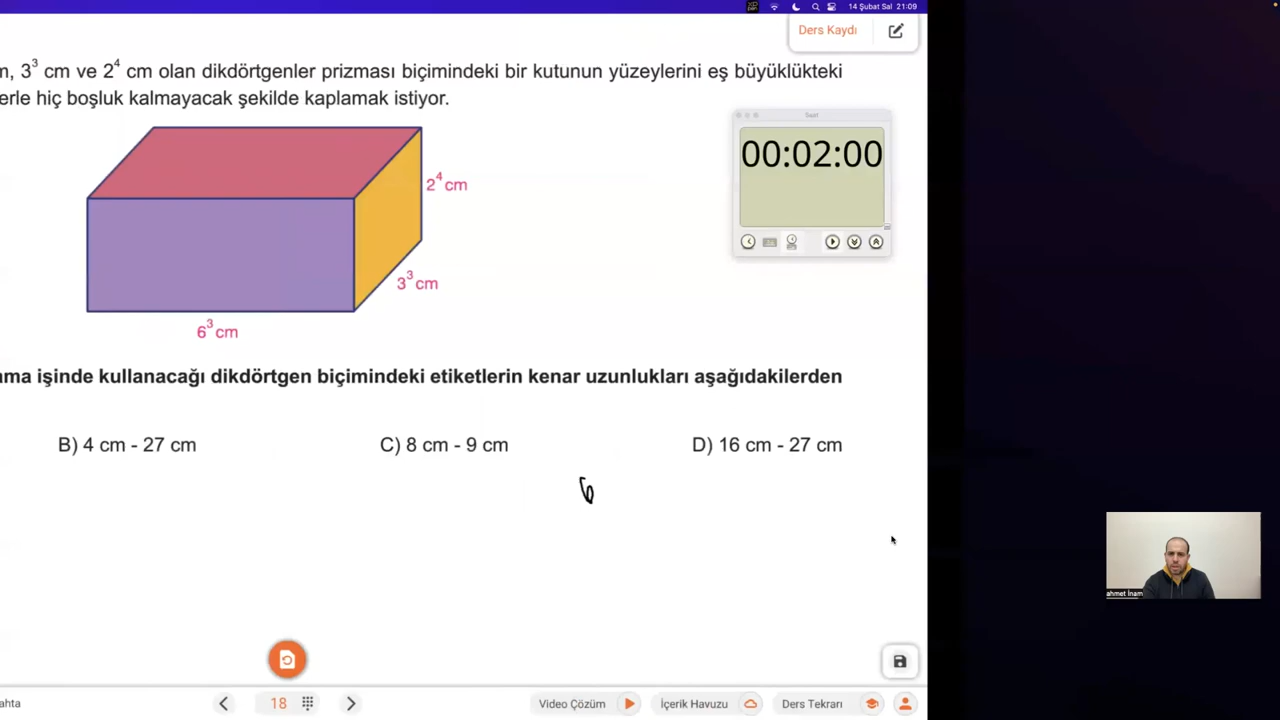 14 Şubat Sal 21:09
Ders Kaydı
m, 3³ cm ve 2⁴ cm olan dikdörtgenler prizması biçimindeki bir kutunun yüzeylerini eş büyüklükteki
erle hiç boşluk kalmayacak şekilde kaplamak istiyor.
00:02:00
2⁴ cm
3³ cm
6³ cm
ama işinde kullanacağı dikdörtgen biçimindeki etiketlerin kenar uzunlukları aşağıdakilerden
B) 4 cm - 27 cm
C) 8 cm - 9 cm
D) 16 cm - 27 cm
6
ahmet İnam
ahta
18
Video Çözüm
İçerik Havuzu
Ders Tekrarı